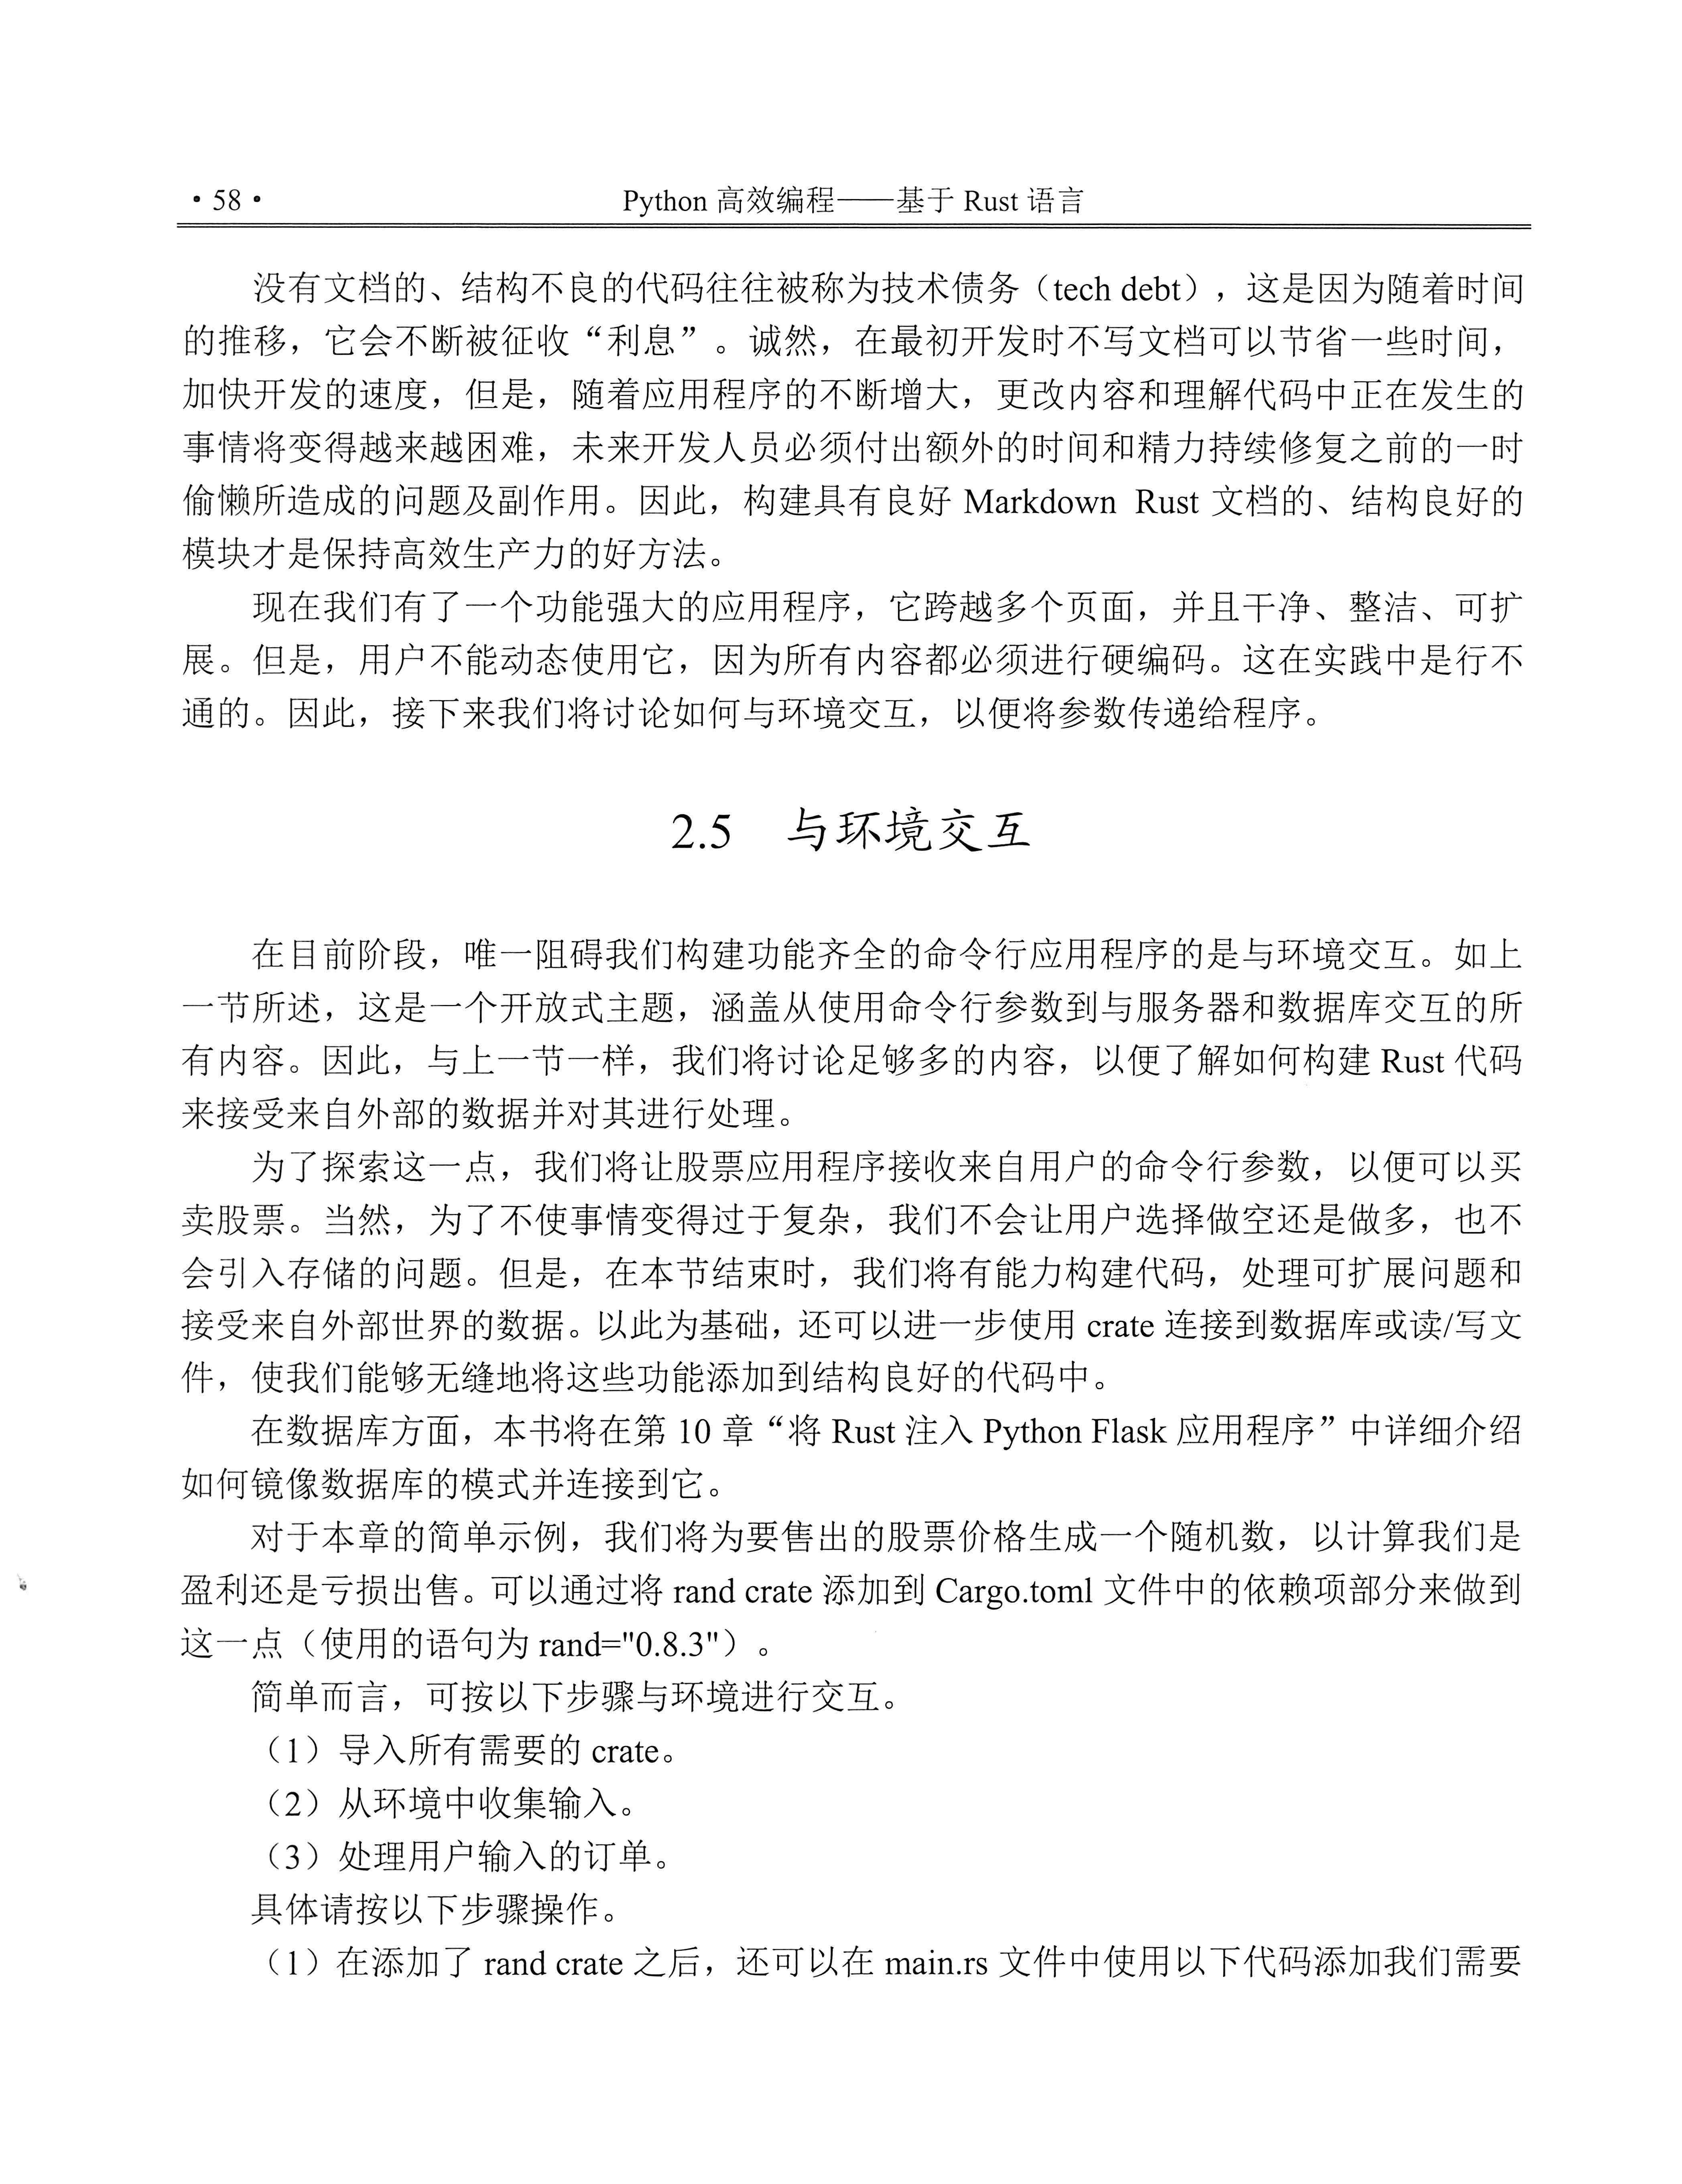 • 58 •
Python 高效编程——基于 Rust 语言
没有文档的、结构不良的代码往往被称为技术债务（tech debt），这是因为随着时间
的推移，它会不断被征收“利息”。诚然，在最初开发时不写文档可以节省一些时间，
加快开发的速度，但是，随着应用程序的不断增大，更改内容和理解代码中正在发生的
事情将变得越来越困难，未来开发人员必须付出额外的时间和精力持续修复之前的一时
偷懒所造成的问题及副作用。因此，构建具有良好 Markdown Rust 文档的、结构良好的
模块才是保持高效生产力的好方法。
现在我们有了一个功能强大的应用程序，它跨越多个页面，并且干净、整洁、可扩
展。但是，用户不能动态使用它，因为所有内容都必须进行硬编码。这在实践中是行不
通的。因此，接下来我们将讨论如何与环境交互，以便将参数传递给程序。
2.5 与环境交互
在目前阶段，唯一阻碍我们构建功能齐全的命令行应用程序的是与环境交互。如上
一节所述，这是一个开放式主题，涵盖从使用命令行参数到与服务器和数据库交互的所
有内容。因此，与上一节一样，我们将讨论足够多的内容，以便了解如何构建 Rust 代码
来接受来自外部的数据并对其进行处理。
为了探索这一点，我们将让股票应用程序接收来自用户的命令行参数，以便可以买
卖股票。当然，为了不使事情变得过于复杂，我们不会让用户选择做空还是做多，也不
会引入存储的问题。但是，在本节结束时，我们将有能力构建代码，处理可扩展问题和
接受来自外部世界的数据。以此为基础，还可以进一步使用 crate 连接到数据库或读/写文
件，使我们能够无缝地将这些功能添加到结构良好的代码中。
在数据库方面，本书将在第 10 章“将 Rust 注入 Python Flask 应用程序”中详细介绍
如何镜像数据库的模式并连接到它。
对于本章的简单示例，我们将为要售出的股票价格生成一个随机数，以计算我们是
盈利还是亏损出售。可以通过将 rand crate 添加到 Cargo.toml 文件中的依赖项部分来做到
这一点（使用的语句为 rand="0.8.3"）。
简单而言，可按以下步骤与环境进行交互。
（1）导入所有需要的 crate。
（2）从环境中收集输入。
（3）处理用户输入的订单。
具体请按以下步骤操作。
（1）在添加了 rand crate 之后，还可以在 main.rs 文件中使用以下代码添加我们需要